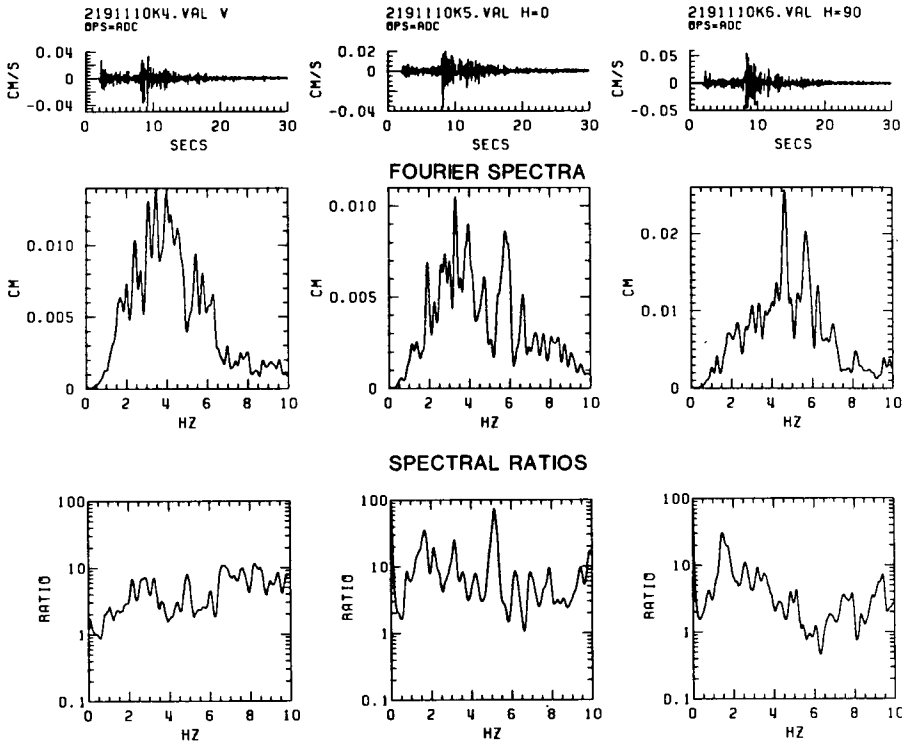 2191110K4.VAL V
GPS=ADC
0.04
0
-0.04
CM/S
0 10 20 30
SECS
2191110K5.VAL H=0
GPS=ADC
0.02
0
-0.04
CM/S
0 10 20 30
SECS
2191110K6.VAL H=90
GPS=ADC
0.05
0
-0.05
CM/S
0 10 20 30
SECS
FOURIER SPECTRA
0.010
0.005
0
CM
0 2 4 6 8 10
HZ
0.010
0.005
0
CM
0 2 4 6 8 10
HZ
0.02
0.01
0
CM
0 2 4 6 8 10
HZ
SPECTRAL RATIOS
100
10
1
0.1
RATIO
0 2 4 6 8 10
HZ
100
10
1
0.1
RATIO
0 2 4 6 8 10
HZ
100
10
1
0.1
RATIO
0 2 4 6 8 10
HZ